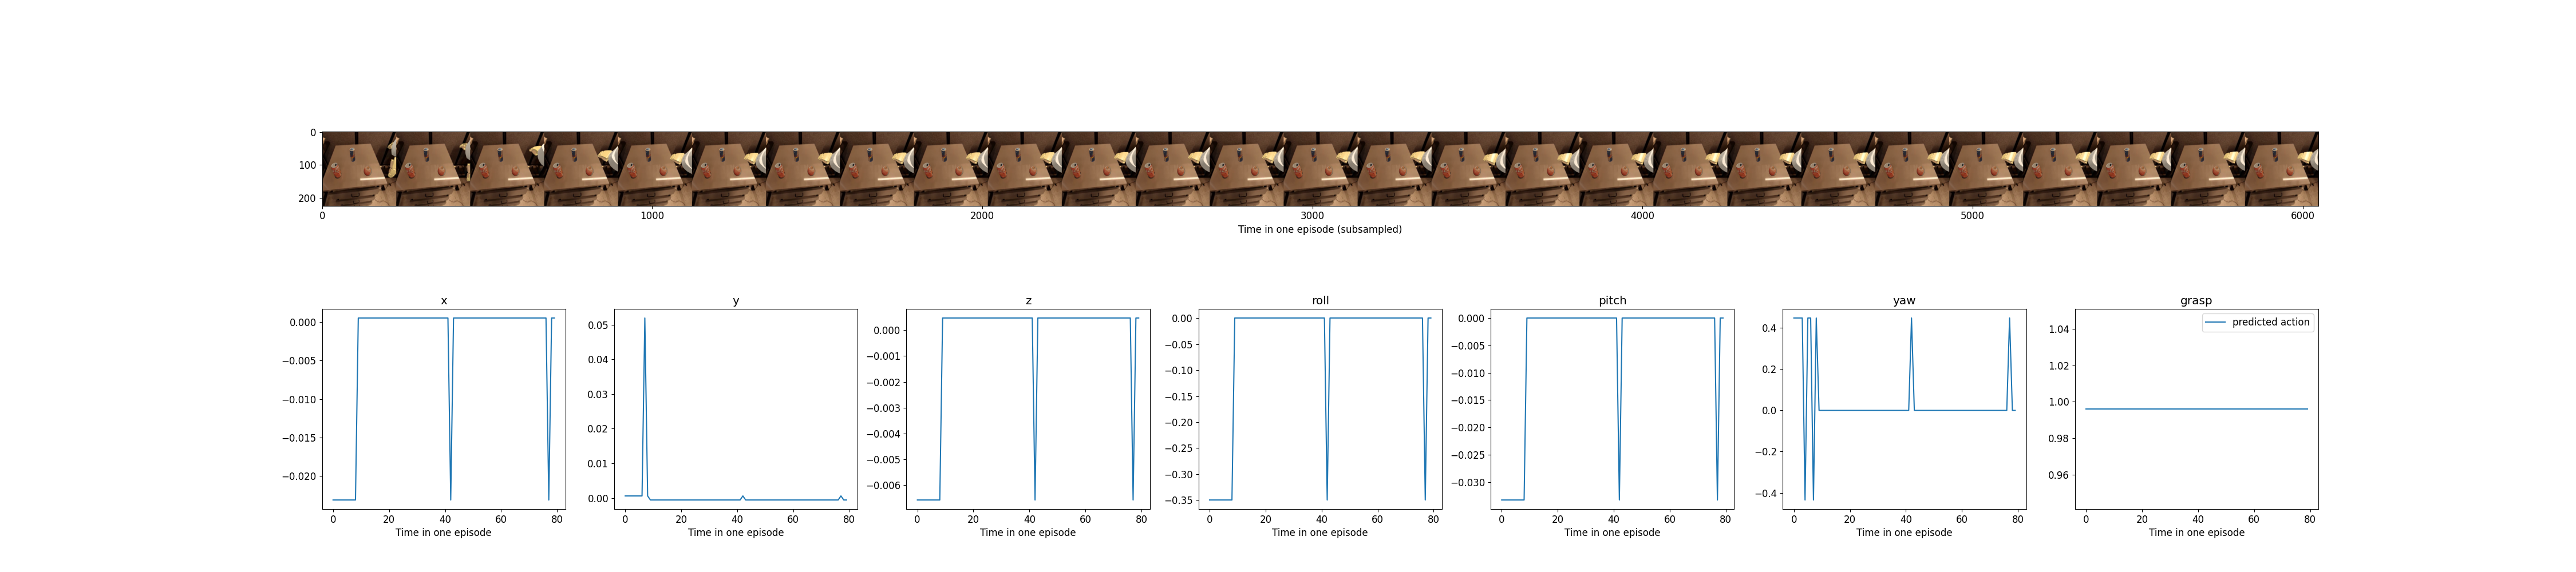 0
100
200
0 1000 2000 3000 4000 5000 6000
Time in one episode (subsampled)
x
0.000
−0.005
−0.010
−0.015
−0.020
0 20 40 60 80
Time in one episode
y
0.05
0.04
0.03
0.02
0.01
0.00
0 20 40 60 80
Time in one episode
z
0.000
−0.001
−0.002
−0.003
−0.004
−0.005
−0.006
0 20 40 60 80
Time in one episode
roll
0.00
−0.05
−0.10
−0.15
−0.20
−0.25
−0.30
−0.35
0 20 40 60 80
Time in one episode
pitch
0.000
−0.005
−0.010
−0.015
−0.020
−0.025
−0.030
0 20 40 60 80
Time in one episode
yaw
0.4
0.2
0.0
−0.2
−0.4
0 20 40 60 80
Time in one episode
grasp
predicted action
1.04
1.02
1.00
0.98
0.96
0 20 40 60 80
Time in one episode